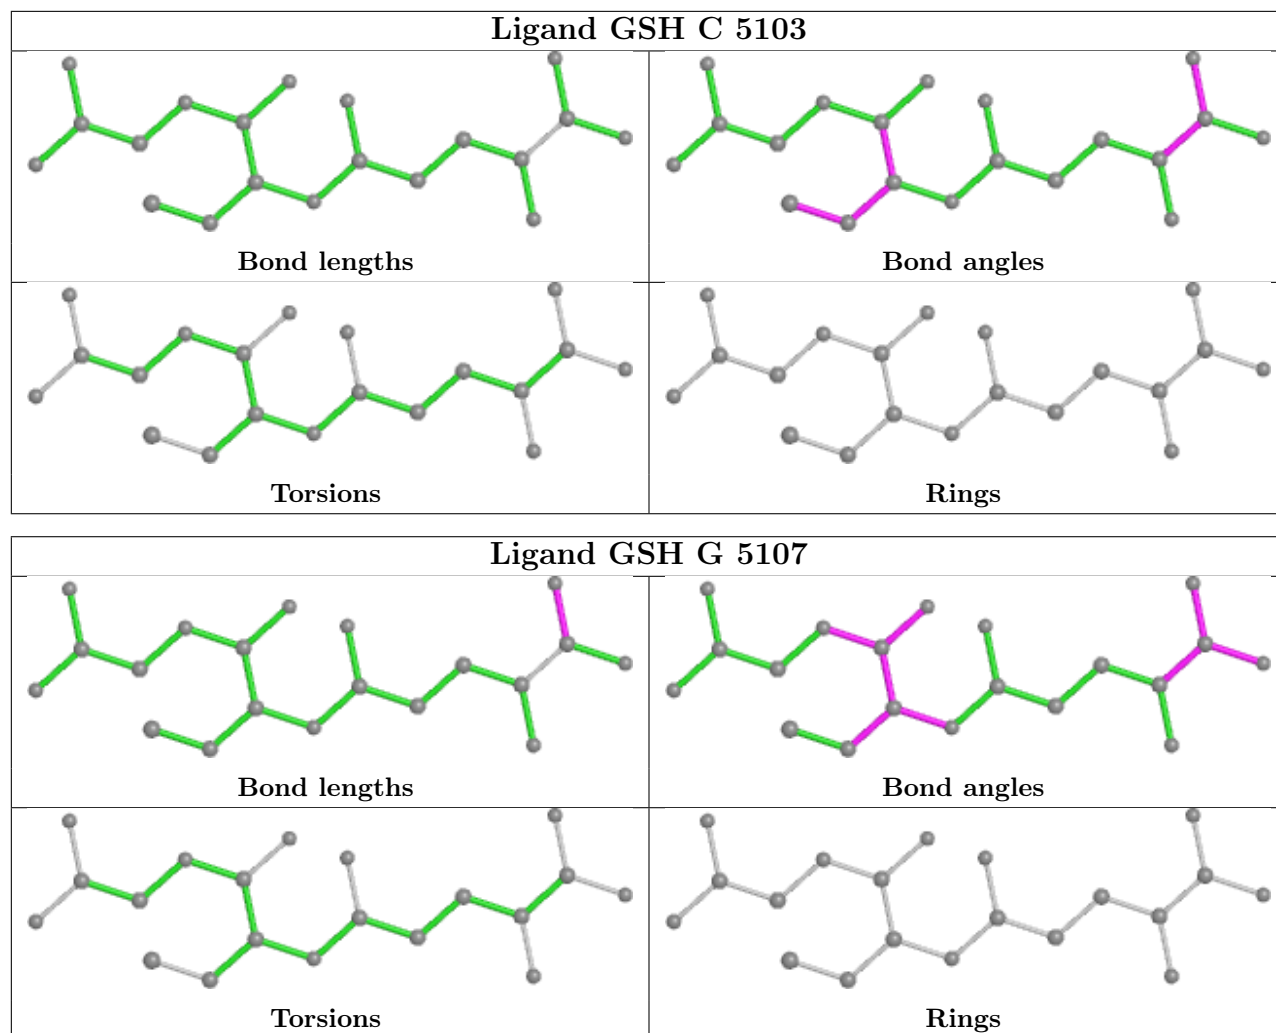 Ligand GSH C 5103
Bond lengths
Bond angles
Torsions
Rings
Ligand GSH G 5107
Bond lengths
Bond angles
Torsions
Rings